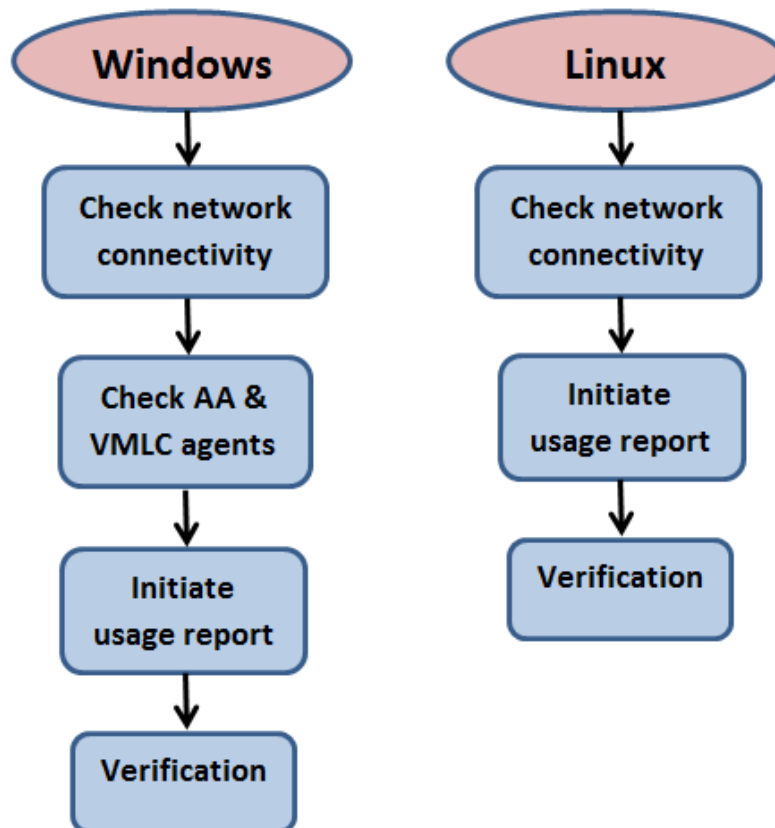 Windows
Check network
connectivity
Check AA &
VMLC agents
Initiate
usage report
Verification
Linux
Check network
connectivity
Initiate
usage report
Verification